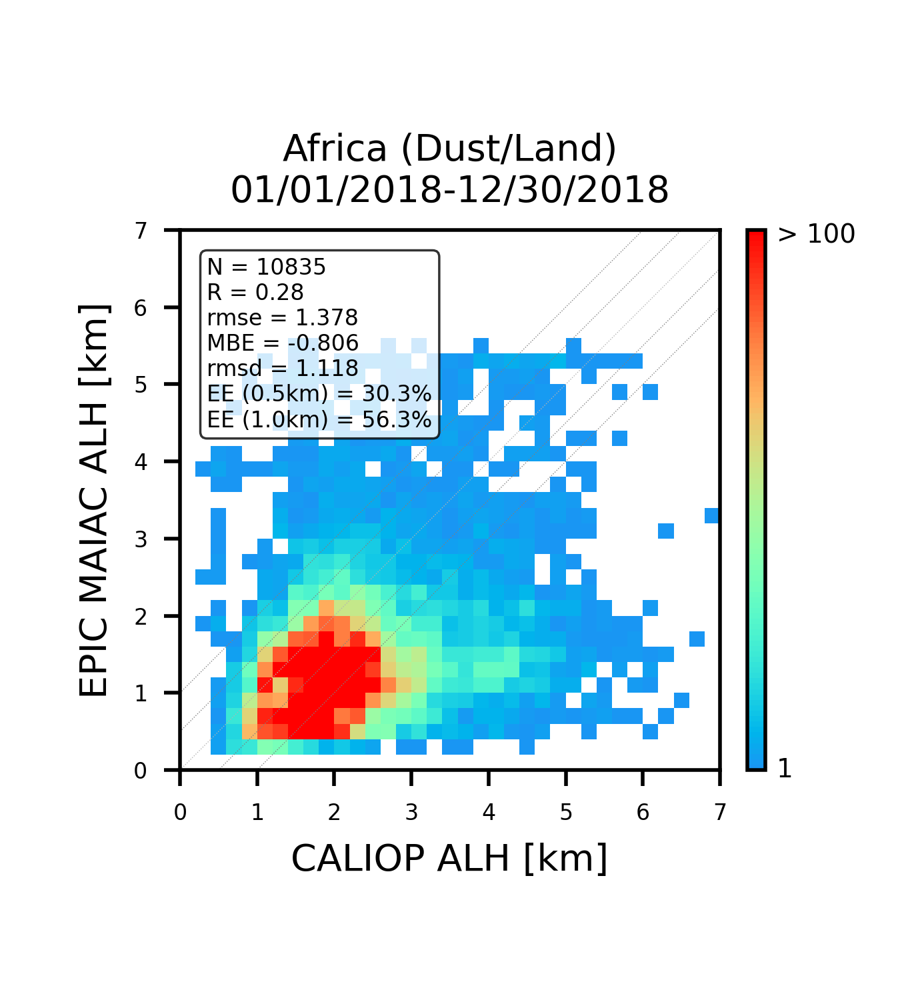 Africa (Dust/Land)
01/01/2018-12/30/2018
7
6
5
4
3
2
1
0
EPIC MAIAC ALH [km]
N = 10835
R = 0.28
rmse = 1.378
MBE = -0.806
rmsd = 1.118
EE (0.5km) = 30.3%
EE (1.0km) = 56.3%
0 1 2 3 4 5 6 7
CALIOP ALH [km]
> 100
1